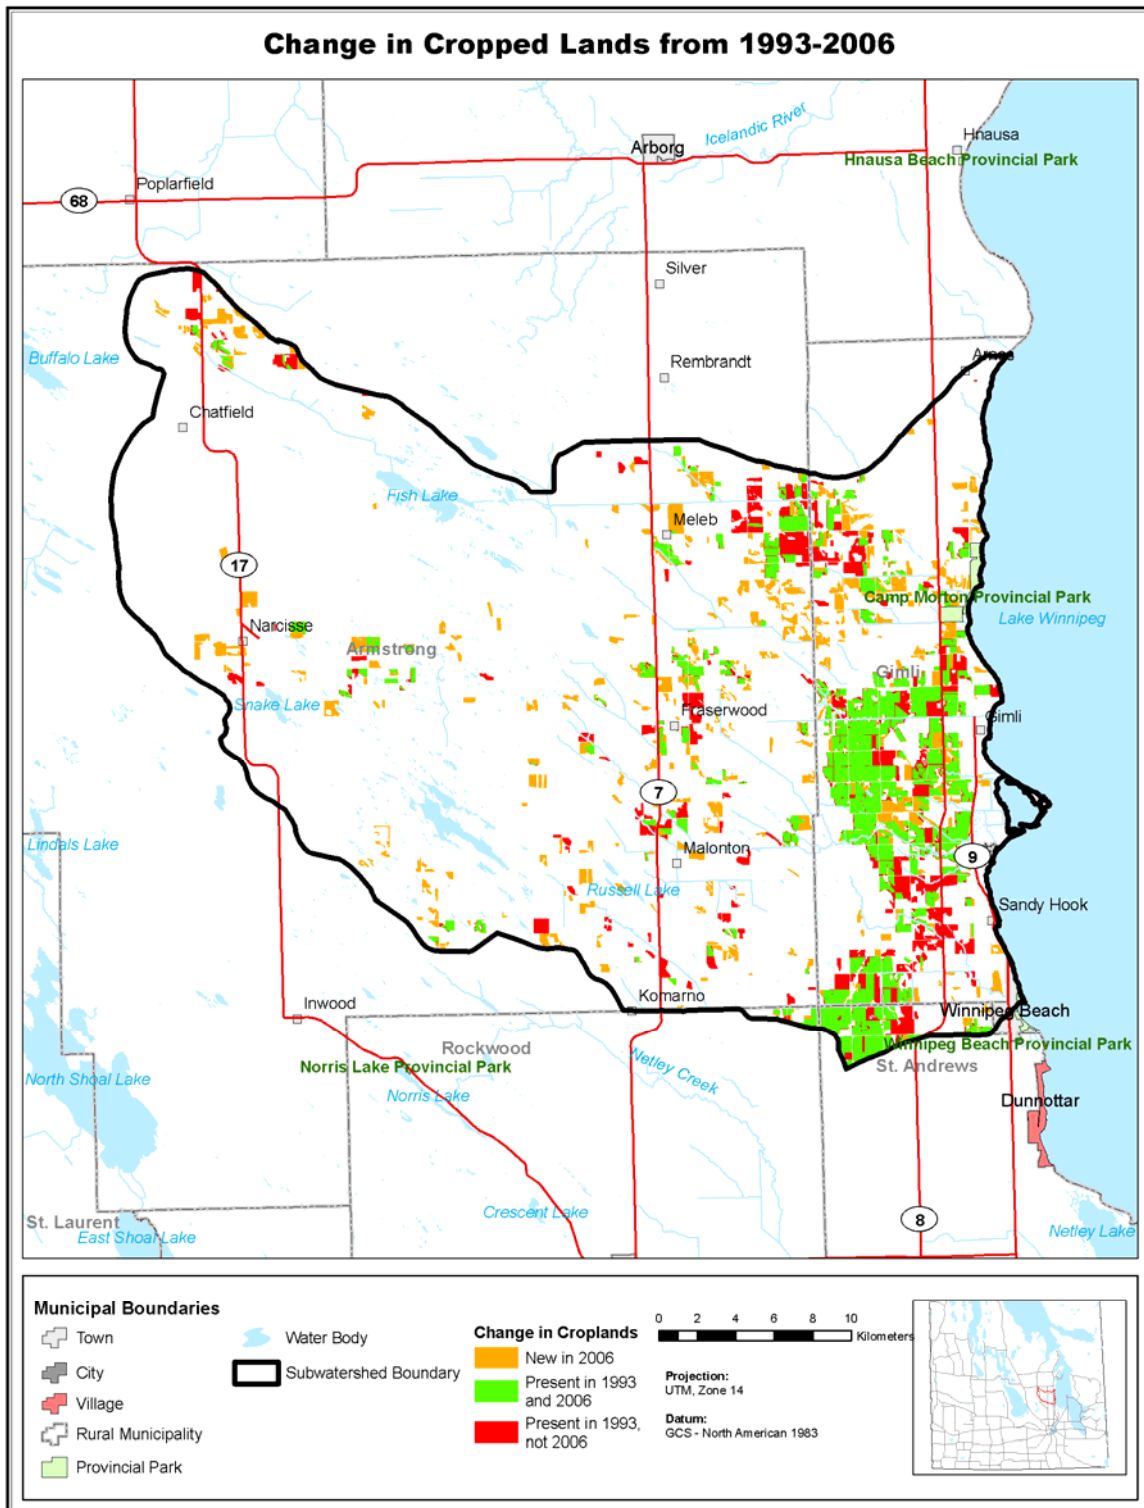 Change in Cropped Lands from 1993-2006
Icelandic River
Hnausa
Arborg
Hnausa Beach Provincial Park
Poplarfield
68
Silver
Buffalo Lake
Rembrandt
Arnes
Chatfield
Fish Lake
Meleb
17
Camp Morton Provincial Park
Lake Winnipeg
Narcisse
Armstrong
Gimli
Snake Lake
Fraserwood
Gimli
7
Lindals Lake
Malonton
9
Russell Lake
Sandy Hook
Inwood
Komarno
Winnipeg Beach
Rockwood
Winnipeg Beach Provincial Park
Netley Creek
Norris Lake Provincial Park
St. Andrews
North Shoal Lake
Norris Lake
Dunnottar
Crescent Lake
St. Laurent
8
East Shoal Lake
Netley Lake
Municipal Boundaries
Town
City
Village
Rural Municipality
Provincial Park
Water Body
Subwatershed Boundary
Change in Croplands
New in 2006
Present in 1993
and 2006
Present in 1993,
not 2006
0 2 4 6 8 10
Kilometers
Projection:
UTM, Zone 14
Datum:
GCS - North American 1983